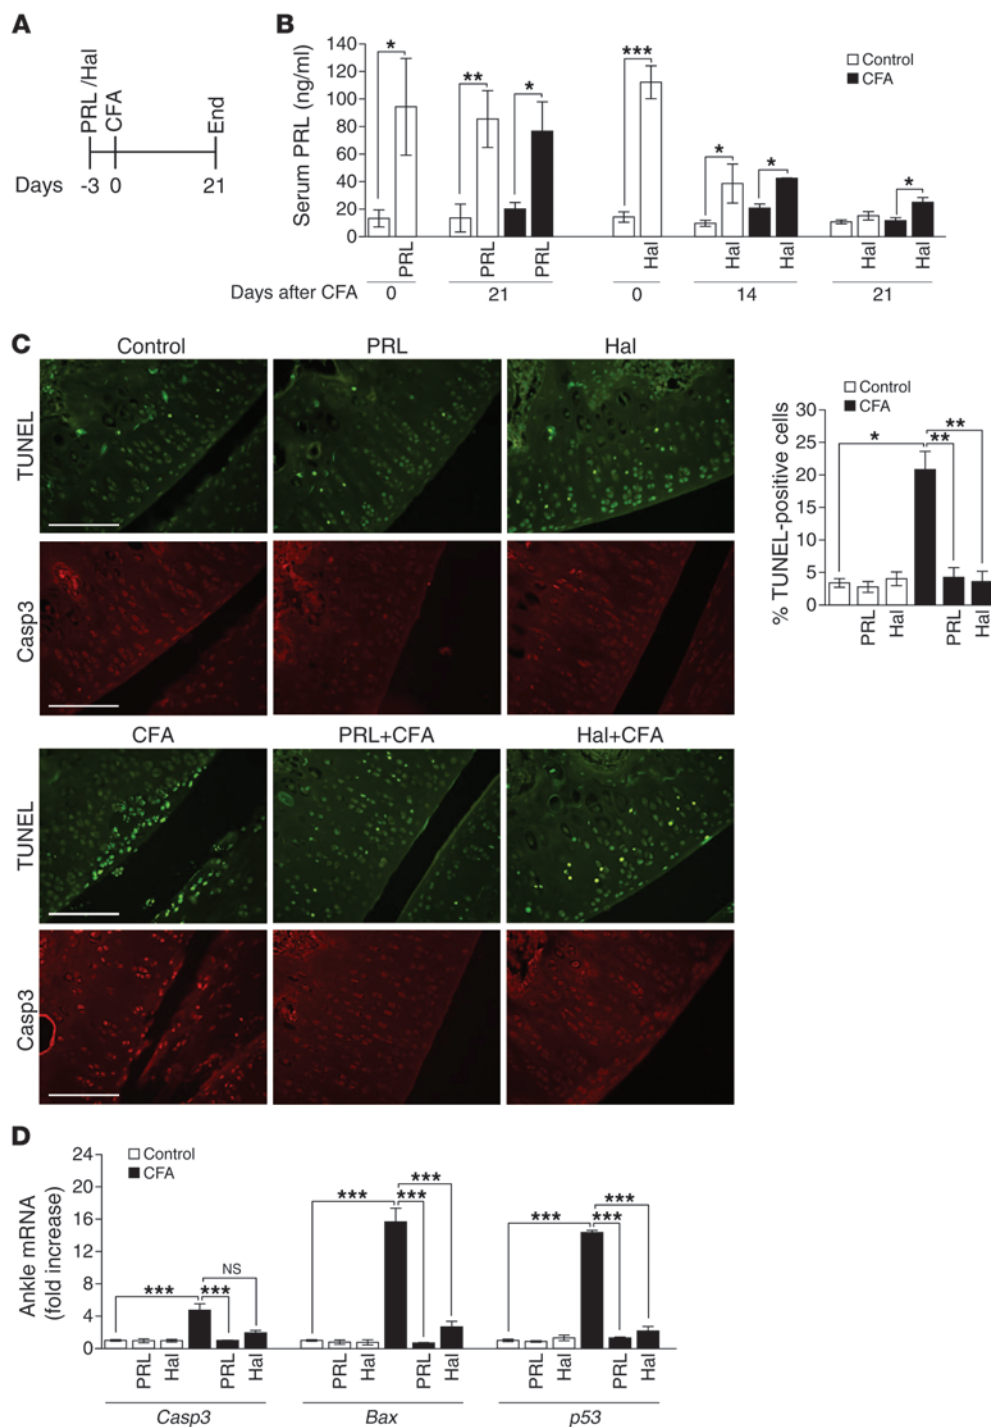 A
PRL /Hal
CFA
End
Days -3 0 21
B
Serum PRL (ng/ml)
140
120
100
80
60
40
20
0
* ** * *** * * *
Control
CFA
PRL PRL PRL Hal Hal Hal Hal Hal
Days after CFA 0 21 0 14 21
C
Control PRL Hal
TUNEL
Casp3
CFA PRL+CFA Hal+CFA
TUNEL
Casp3
Control
CFA
% TUNEL-positive cells
30
25
20
15
10
5
0
* ** **
PRL Hal PRL Hal
D
Control
CFA
Ankle mRNA
(fold increase)
24
20
16
12
8
4
0
*** *** NS
*** *** ***
*** *** ***
PRL Hal PRL Hal PRL Hal PRL Hal PRL Hal PRL Hal
Casp3 Bax p53